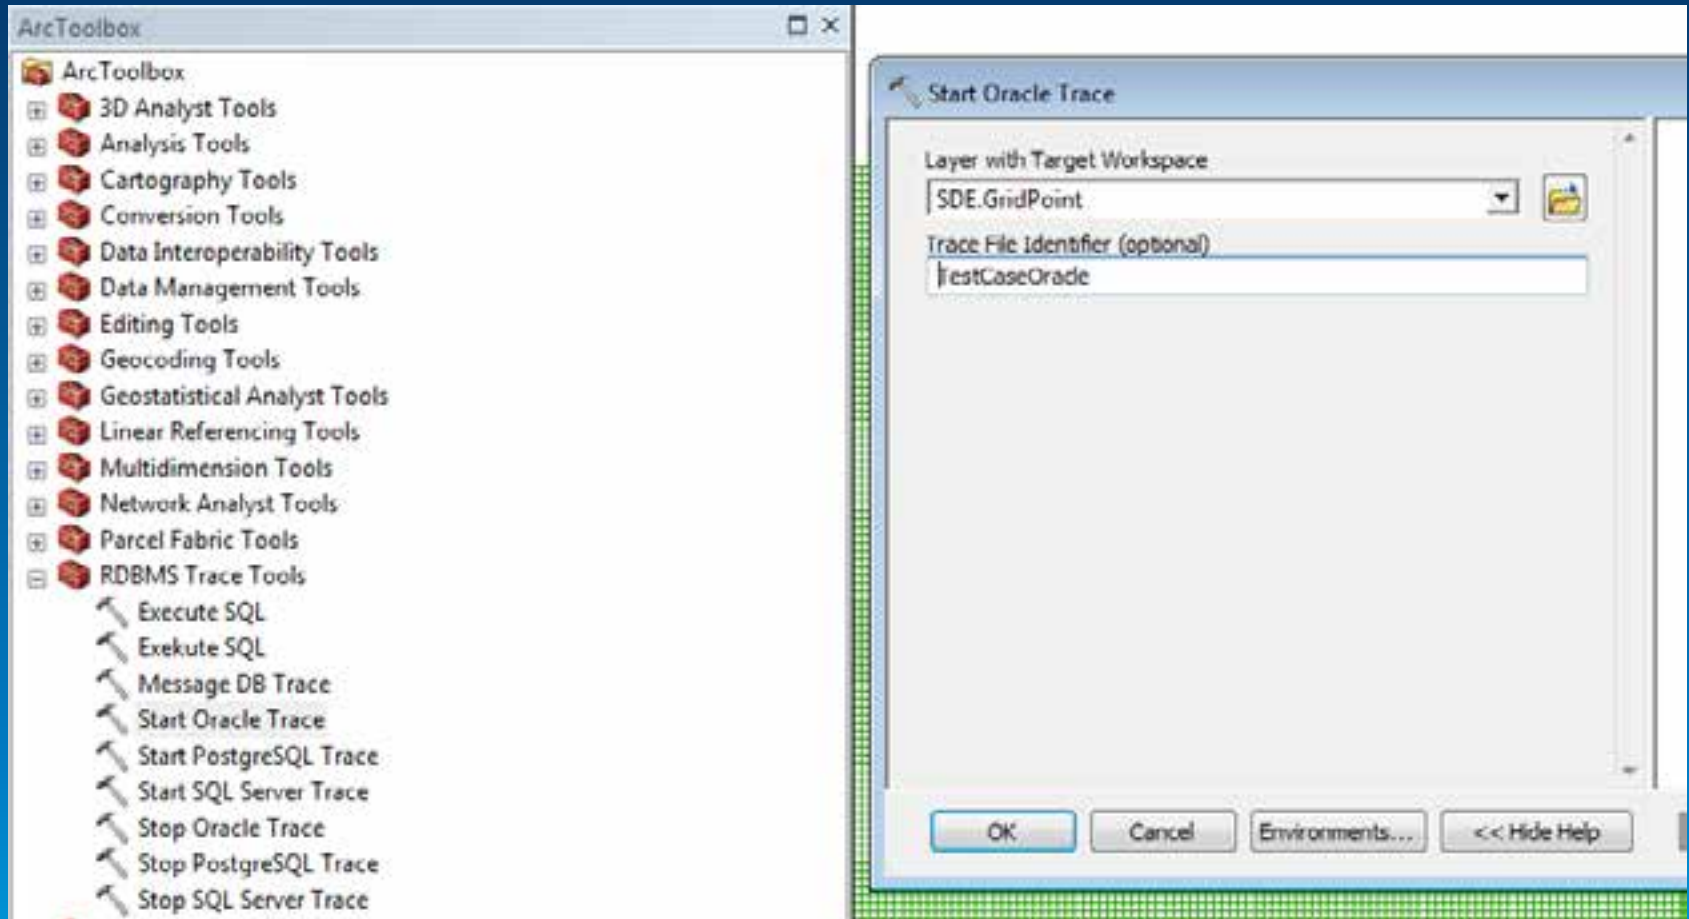 ArcToolbox
ArcToolbox
3D Analyst Tools
Analysis Tools
Cartography Tools
Conversion Tools
Data Interoperability Tools
Data Management Tools
Editing Tools
Geocoding Tools
Geostatistical Analyst Tools
Linear Referencing Tools
Multidimension Tools
Network Analyst Tools
Parcel Fabric Tools
RDBMS Trace Tools
Execute SQL
Exekute SQL
Message DB Trace
Start Oracle Trace
Start PostgreSQL Trace
Start SQL Server Trace
Stop Oracle Trace
Stop PostgreSQL Trace
Stop SQL Server Trace
Start Oracle Trace
Layer with Target Workspace
SDE.GridPoint
Trace File Identifier (optional)
TestCaseOracle
OK
Cancel
Environments...
<< Hide Help